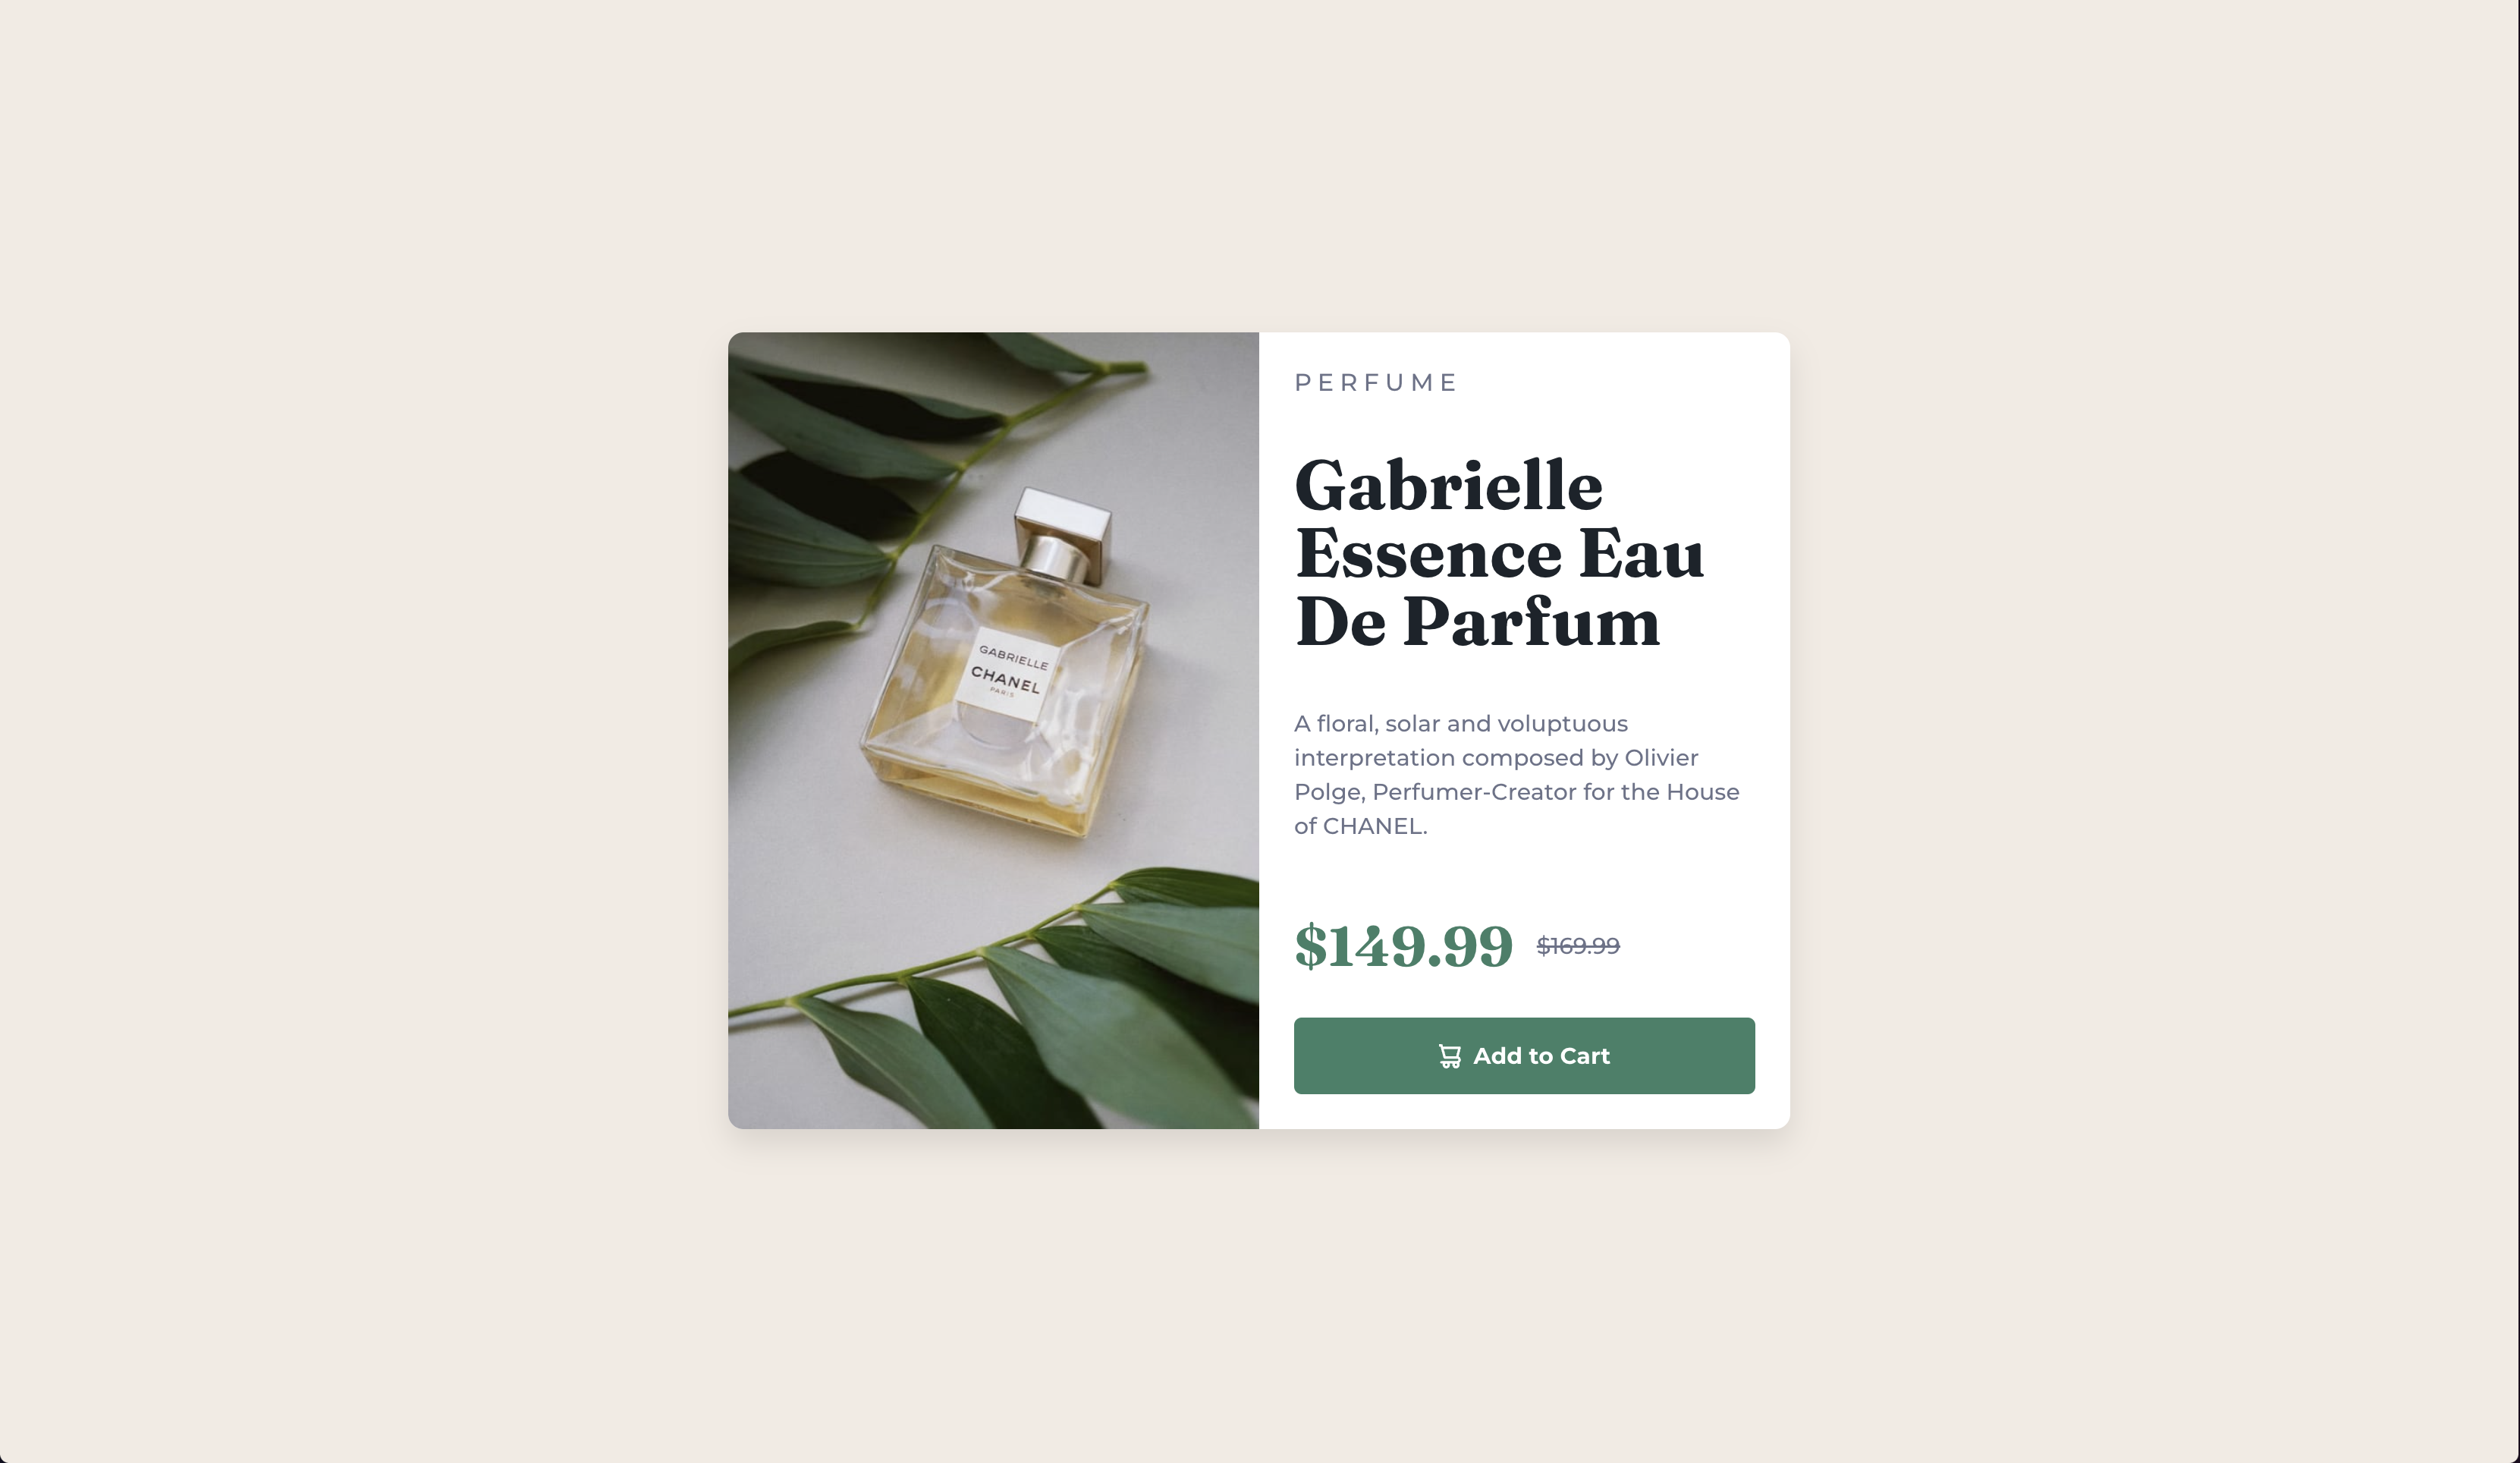 GABRIELLE
CHANEL
PARIS
PERFUME
Gabrielle
Essence Eau
De Parfum
A floral, solar and voluptuous
interpretation composed by Olivier
Polge, Perfumer-Creator for the House
of CHANEL.
$149.99 $169.99
Add to Cart